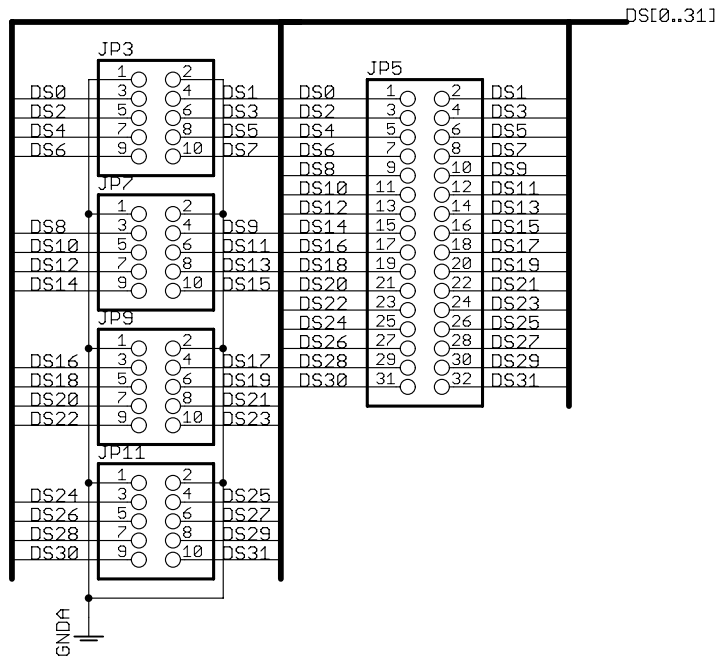 DS[0..31]
JP3
1 2
DS0 3 4 DS1
DS2 5 6 DS3
DS4 7 8 DS5
DS6 9 10 DS7
JP7
1 2
DS8 3 4 DS9
DS10 5 6 DS11
DS12 7 8 DS13
DS14 9 10 DS15
JP9
1 2
DS16 3 4 DS17
DS18 5 6 DS19
DS20 7 8 DS21
DS22 9 10 DS23
JP11
1 2
DS24 3 4 DS25
DS26 5 6 DS27
DS28 7 8 DS29
DS30 9 10 DS31
GNDA
JP5
DS0 1 2 DS1
DS2 3 4 DS3
DS4 5 6 DS5
DS6 7 8 DS7
DS8 9 10 DS9
DS10 11 12 DS11
DS12 13 14 DS13
DS14 15 16 DS15
DS16 17 18 DS17
DS18 19 20 DS19
DS20 21 22 DS21
DS22 23 24 DS23
DS24 25 26 DS25
DS26 27 28 DS27
DS28 29 30 DS29
DS30 31 32 DS31